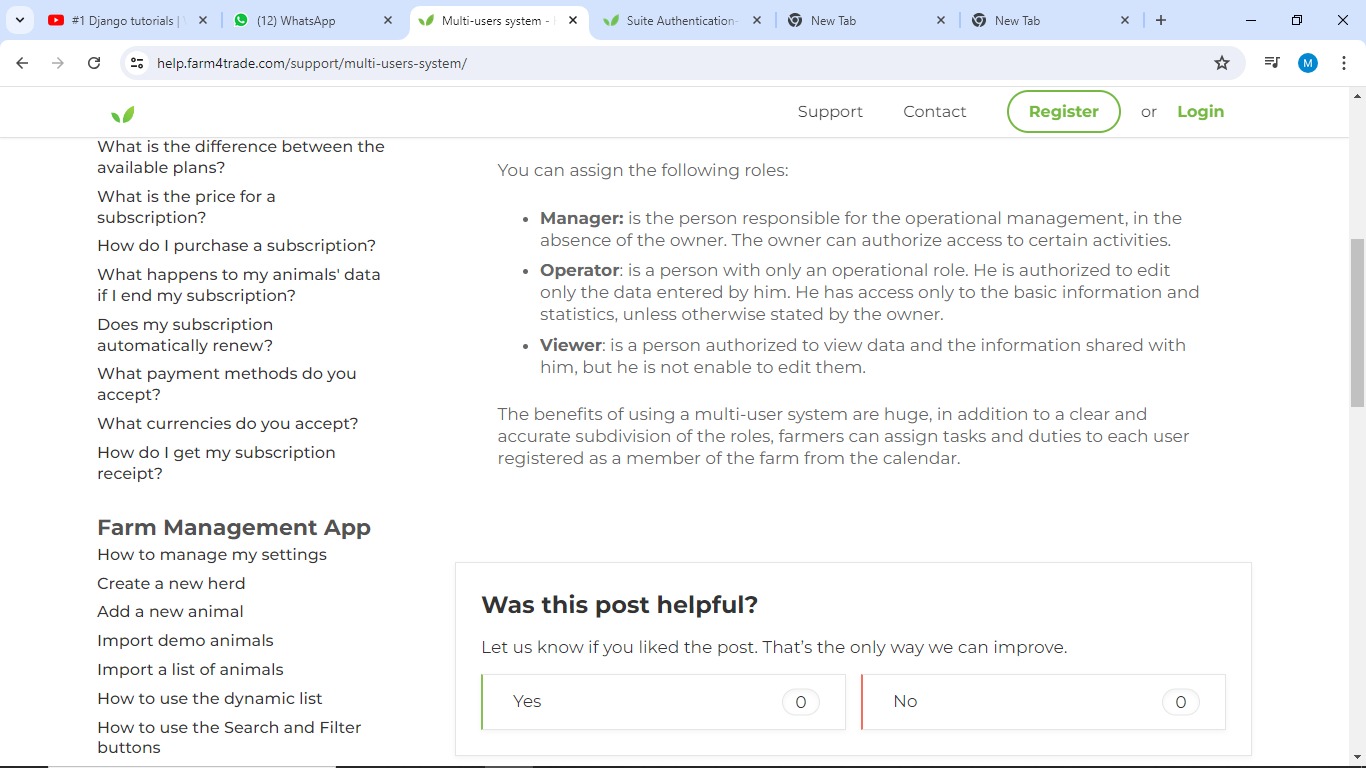 #1 Django tutorials |
(12) WhatsApp
Multi-users system -
Suite Authentication
New Tab
New Tab
help.farm4trade.com/support/multi-users-system/
M
Support
Contact
Register
or
Login
What is the difference between the
available plans?
What is the price for a
subscription?
How do I purchase a subscription?
What happens to my animals' data
if I end my subscription?
Does my subscription
automatically renew?
What payment methods do you
accept?
What currencies do you accept?
How do I get my subscription
receipt?
Farm Management App
How to manage my settings
Create a new herd
Add a new animal
Import demo animals
Import a list of animals
How to use the dynamic list
How to use the Search and Filter
buttons
You can assign the following roles:
• Manager: is the person responsible for the operational management, in the
absence of the owner. The owner can authorize access to certain activities.
• Operator: is a person with only an operational role. He is authorized to edit
only the data entered by him. He has access only to the basic information and
statistics, unless otherwise stated by the owner.
• Viewer: is a person authorized to view data and the information shared with
him, but he is not enable to edit them.
The benefits of using a multi-user system are huge, in addition to a clear and
accurate subdivision of the roles, farmers can assign tasks and duties to each user
registered as a member of the farm from the calendar.
Was this post helpful?
Let us know if you liked the post. That’s the only way we can improve.
Yes
0
No
0